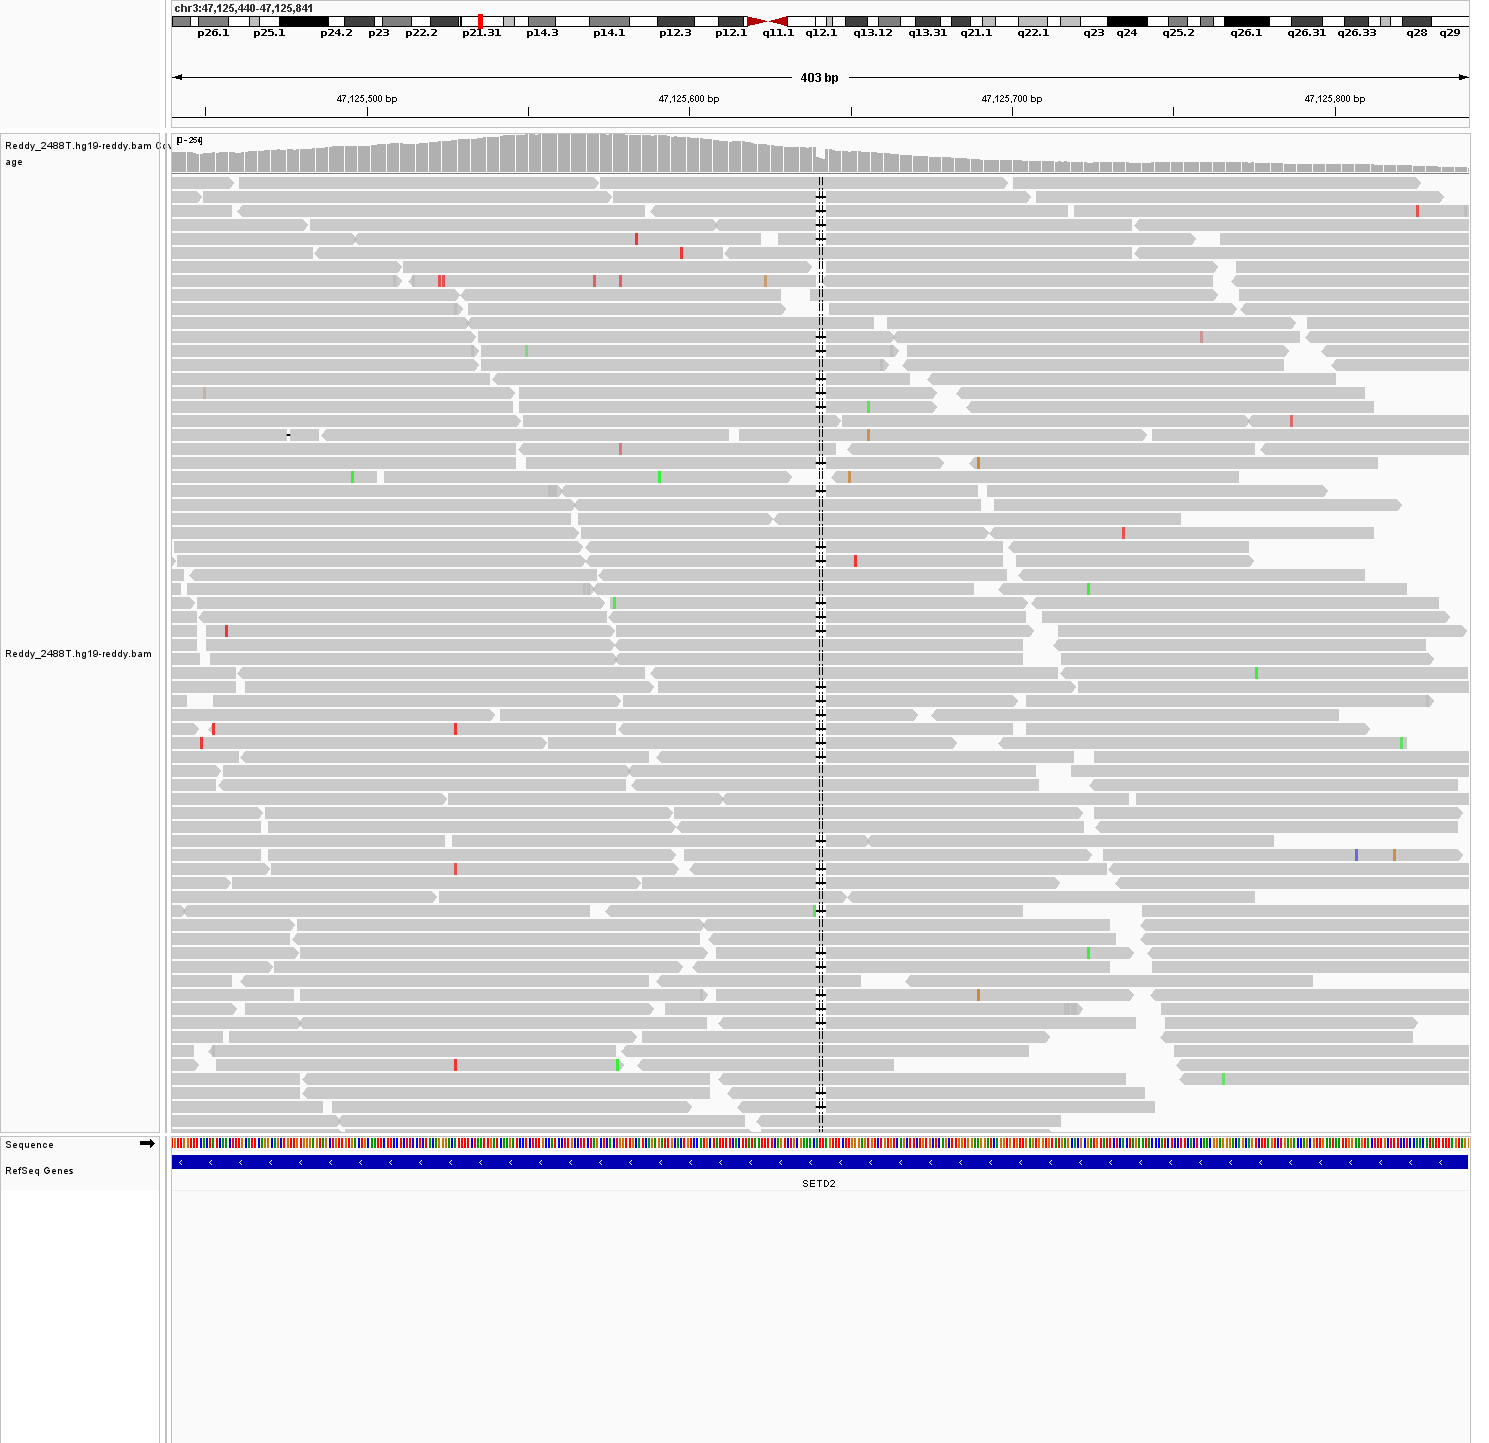 chr3:47,125,440-47,125,841
p26.1 p25.1 p24.2 p23 p22.2 p21.31 p14.3 p14.1 p12.3 p12.1 q11.1 q12.1 q13.12 q13.31 q21.1 q22.1 q23 q24 q25.2 q26.1 q26.31 q26.33 q28 q29
403 bp
47,125,500 bp 47,125,600 bp 47,125,700 bp 47,125,800 bp
[0 - 254]
Reddy_2488T.hg19-reddy.bam Cov
age
Reddy_2488T.hg19-reddy.bam
Sequence
RefSeq Genes
SETD2